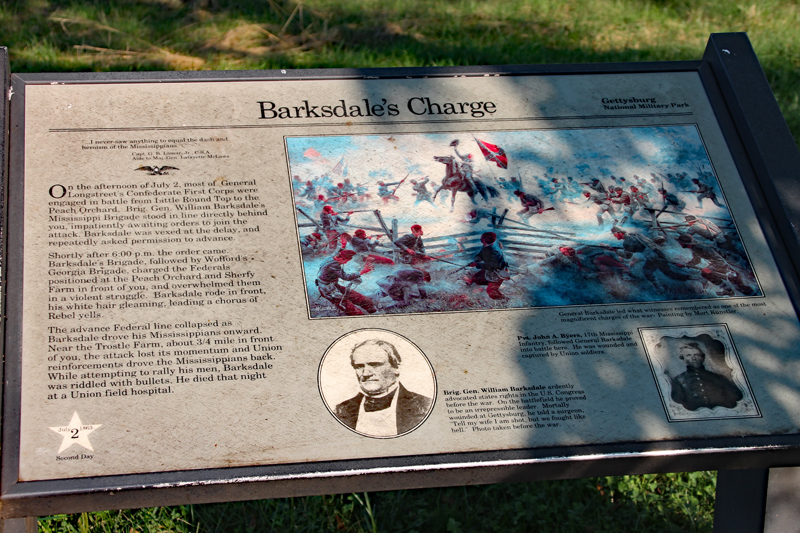 Barksdale's Charge
Gettysburg
National Military Park
"...I never saw anything to equal the dash and
heroism of the Mississippians."
Capt. G. B. Lamar, Jr., C.S.A.
Aide to Maj. Gen. Lafayette McLaws
On the afternoon of July 2, most of General
Longstreet's Confederate First Corps were
engaged in battle from Little Round Top to the
Peach Orchard. Brig. Gen. William Barksdale's
Mississippi Brigade stood in line directly behind
you, impatiently awaiting orders to join the
attack. Barksdale was vexed at the delay, and
repeatedly asked permission to advance.
Shortly after 6:00 p.m. the order came.
Barksdale's Brigade, followed by Wofford's
Georgia Brigade, charged the Federals
positioned at the Peach Orchard and Sherfy
Farm in front of you, and overwhelmed them
in a violent struggle. Barksdale rode in front,
his white hair gleaming, leading a chorus of
Rebel yells.
The advance Federal line collapsed as
Barksdale drove his Mississippians onward.
Near the Trostle Farm, about 3/4 mile in front
of you, the attack lost its momentum and Union
reinforcements drove the Mississippians back.
While attempting to rally his men, Barksdale
was riddled with bullets. He died that night
at a Union field hospital.
General Barksdale led what witnesses remembered as one of the most
magnificent charges of the war. Painting by Mort Künstler
Pvt. John A. Byers, 17th Mississippi
Infantry, followed General Barksdale
into battle here. He was wounded and
captured by Union soldiers.
Brig. Gen. William Barksdale ardently
advocated states rights in the U.S. Congress
before the war. On the battlefield he proved
to be an irrepressible leader. Mortally
wounded at Gettysburg, he told a surgeon,
"Tell my wife I am shot, but we fought like
hell." Photo taken before the war.
July 2 1863
Second Day